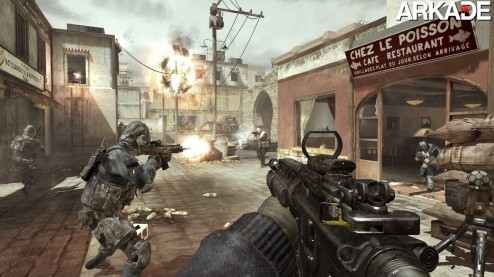 ARKADE
CHEZ LE POISSON
CAFE RESTAURANT
GRILLADES, PLAT DU JOUR SELON ARRIVAGE